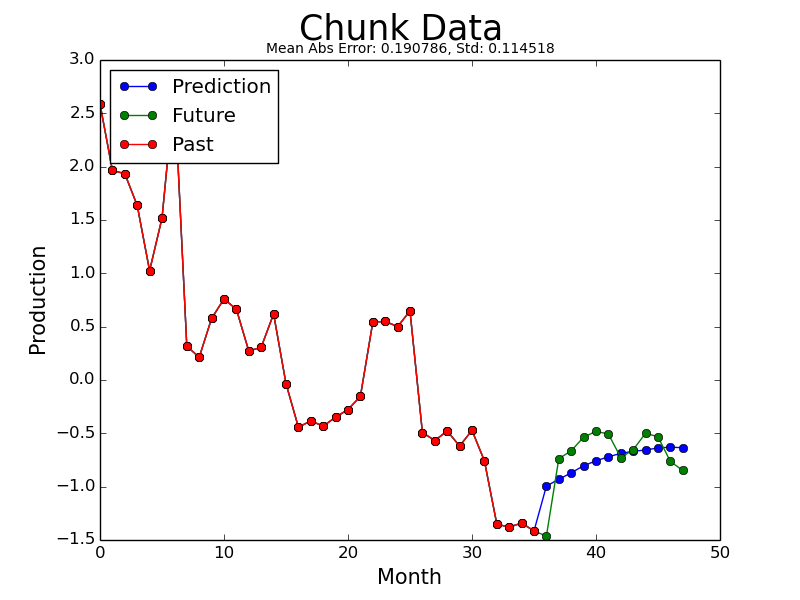 Chunk Data
Mean Abs Error: 0.190786, Std: 0.114518
3.0
2.5
2.0
1.5
1.0
0.5
0.0
−0.5
−1.0
−1.5
Production
Prediction
Future
Past
0 10 20 30 40 50
Month